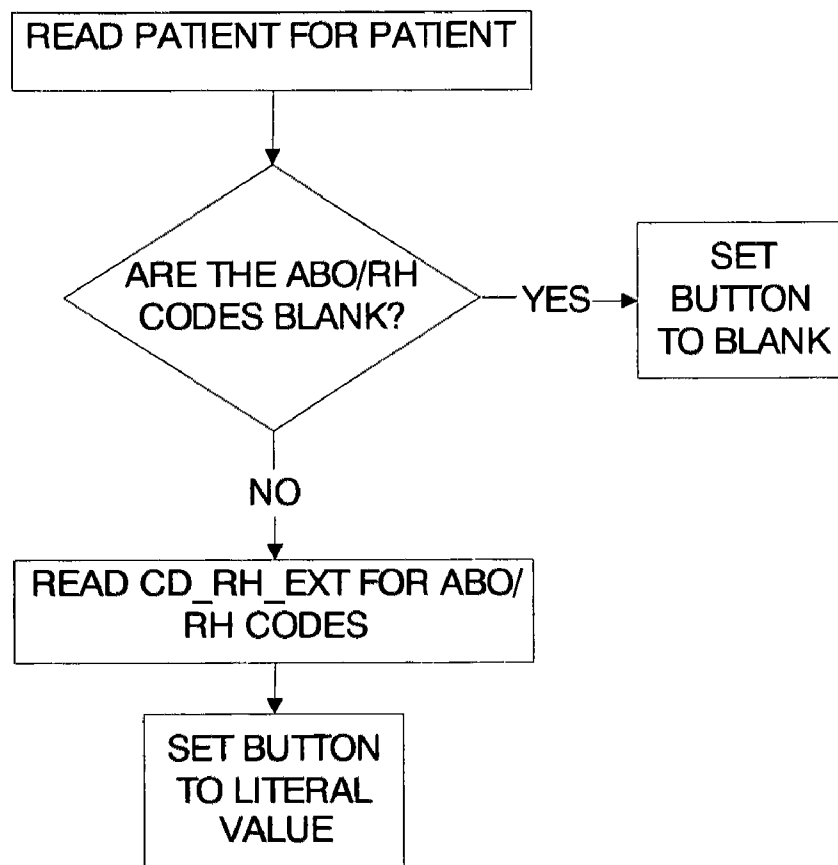 READ PATIENT FOR PATIENT
ARE THE ABO/RH
CODES BLANK?
YES
SET
BUTTON
TO BLANK
NO
READ CD_RH_EXT FOR ABO/
RH CODES
SET BUTTON
TO LITERAL
VALUE